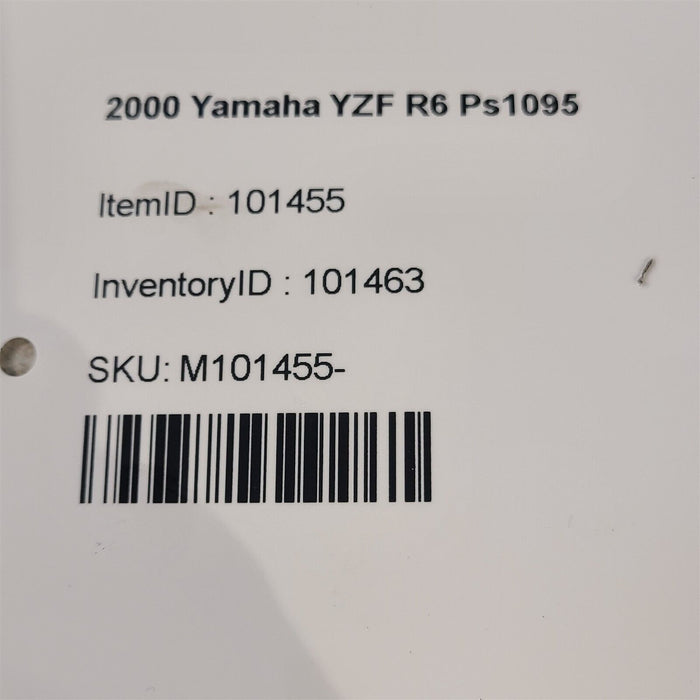 2000 Yamaha YZF R6 Ps1095
ItemID : 101455
InventoryID : 101463
SKU: M101455-